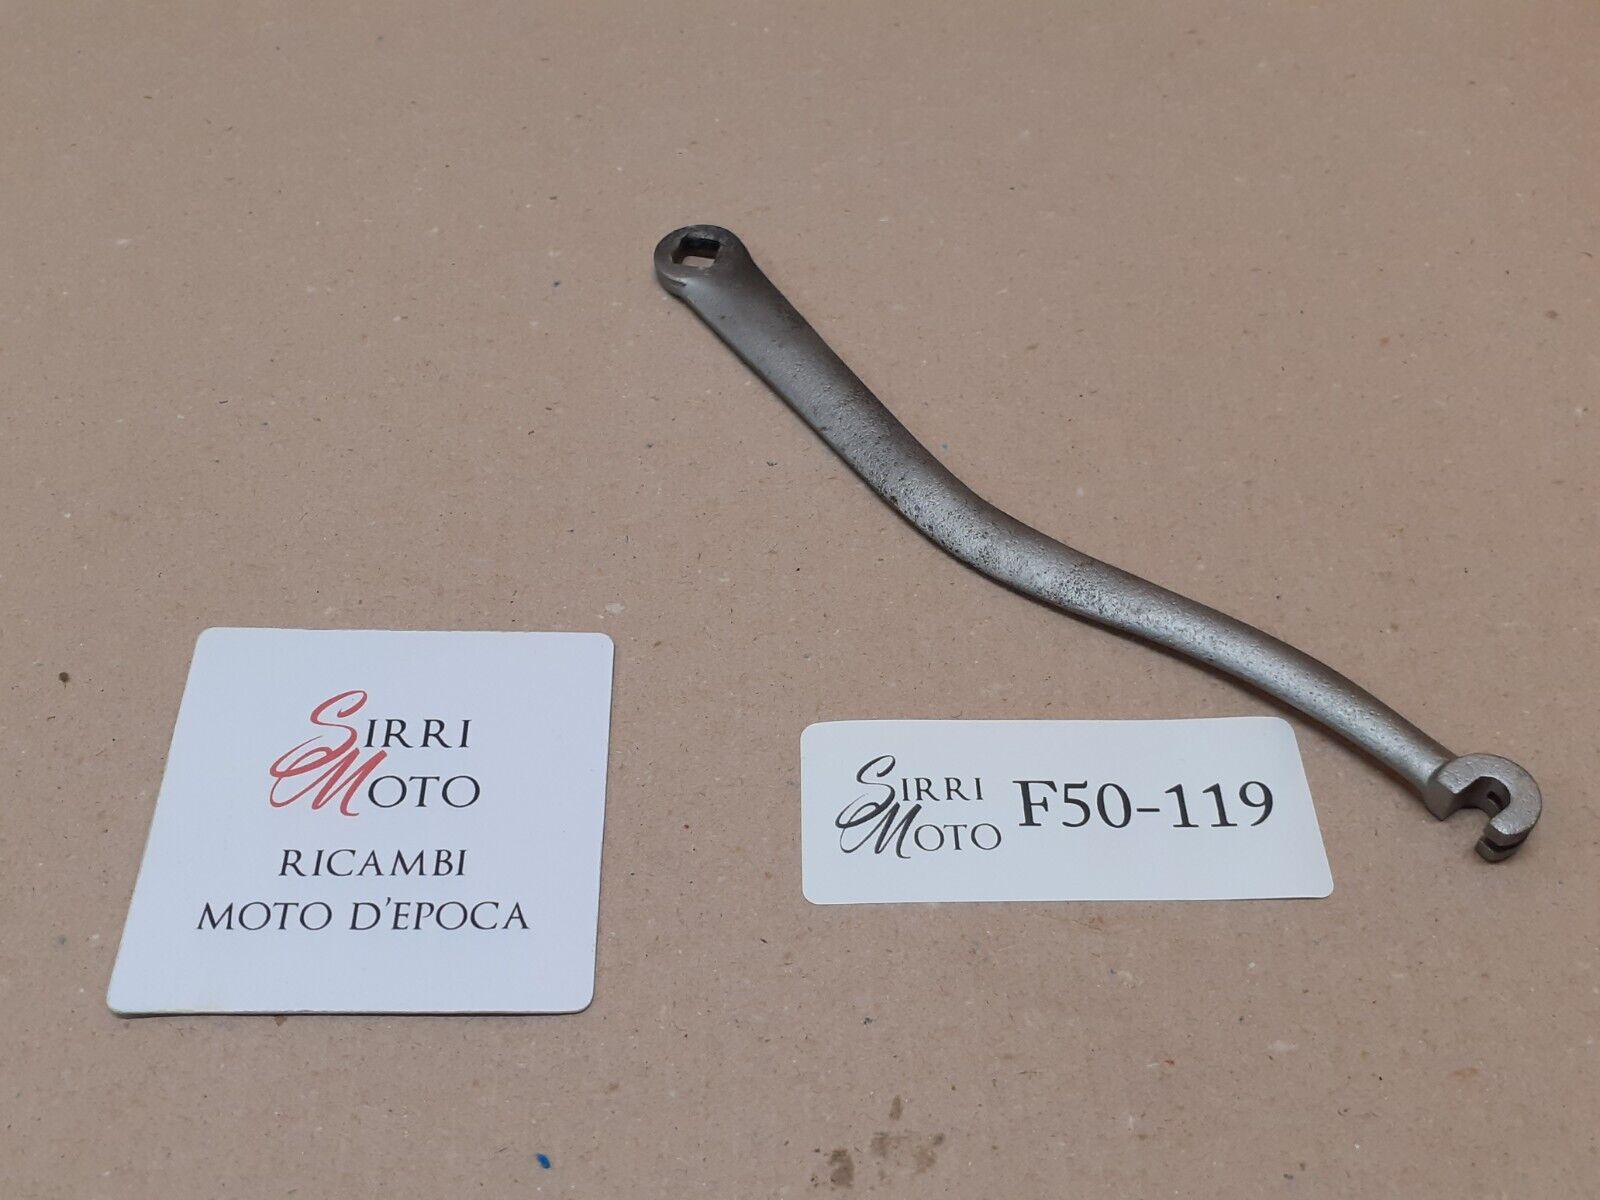 SIRRI
MOTO
RICAMBI
MOTO D'EPOCA
SIRRI
MOTO
F50-119